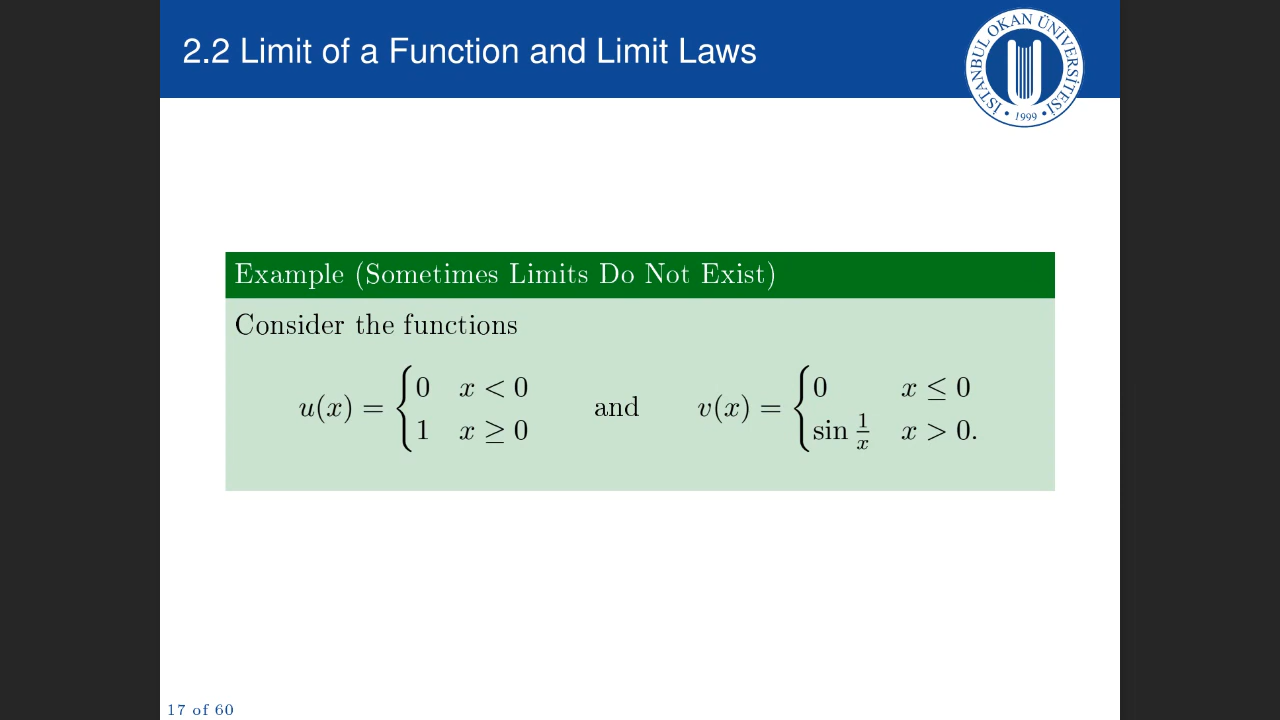 2.2 Limit of a Function and Limit Laws
İSTANBUL OKAN ÜNİVERSİTESİ
• 1999 •
Example (Sometimes Limits Do Not Exist)
Consider the functions
u(x) = {0 x < 0
1 x ≥ 0
and
v(x) = {0 x ≤ 0
sin 1/x x > 0.
17 of 60